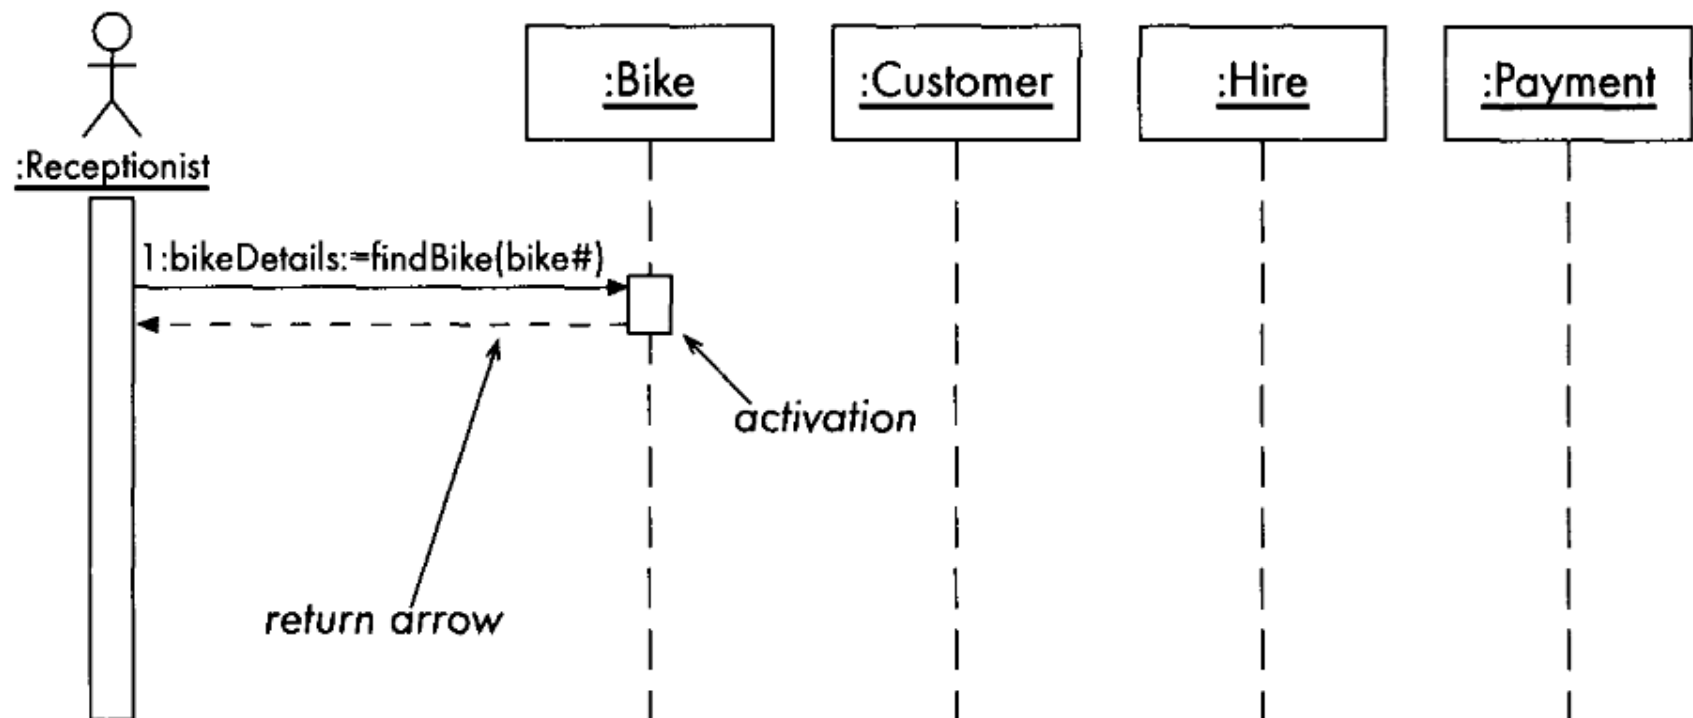 :Bike
:Customer
:Hire
:Payment
:Receptionist
1:bikeDetails:=findBike(bike#)
activation
return arrow